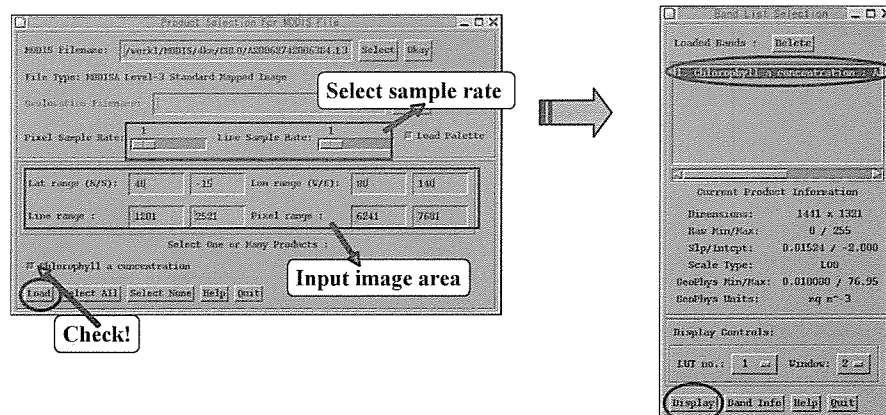 Product Selection For MODIS File
MODIS Filename: Select Okay
File Type: MODISA Level-3 Standard Mapped Image
Geolocation Filename:
Select sample rate
Pixel Sample Rate: 1 Line Sample Rate: 1 Load Palette
Lat range (N/S): 40 -15 Lon range (W/E): 80 140
Line range : 1201 2521 Pixel range : 6241 7681
Select One or Many Products :
Chlorophyll a concentration
Input image area
Load Select All Select None Help Quit
Check!
Band List Selection
Loaded Bands : Delete
1. Chlorophyll a concentration : A
Current Product Information
Dimensions: 1441 x 1321
Raw Min/Max: 0 / 255
Slp/Intcpt: 0.01524 / -2.000
Scale Type: LOG
GeoPhys Min/Max: 0.010000 / 76.95
GeoPhys Units: mg m^-3
Display Controls:
LUT no.: 1 Window: 2
Display Band Info Help Quit